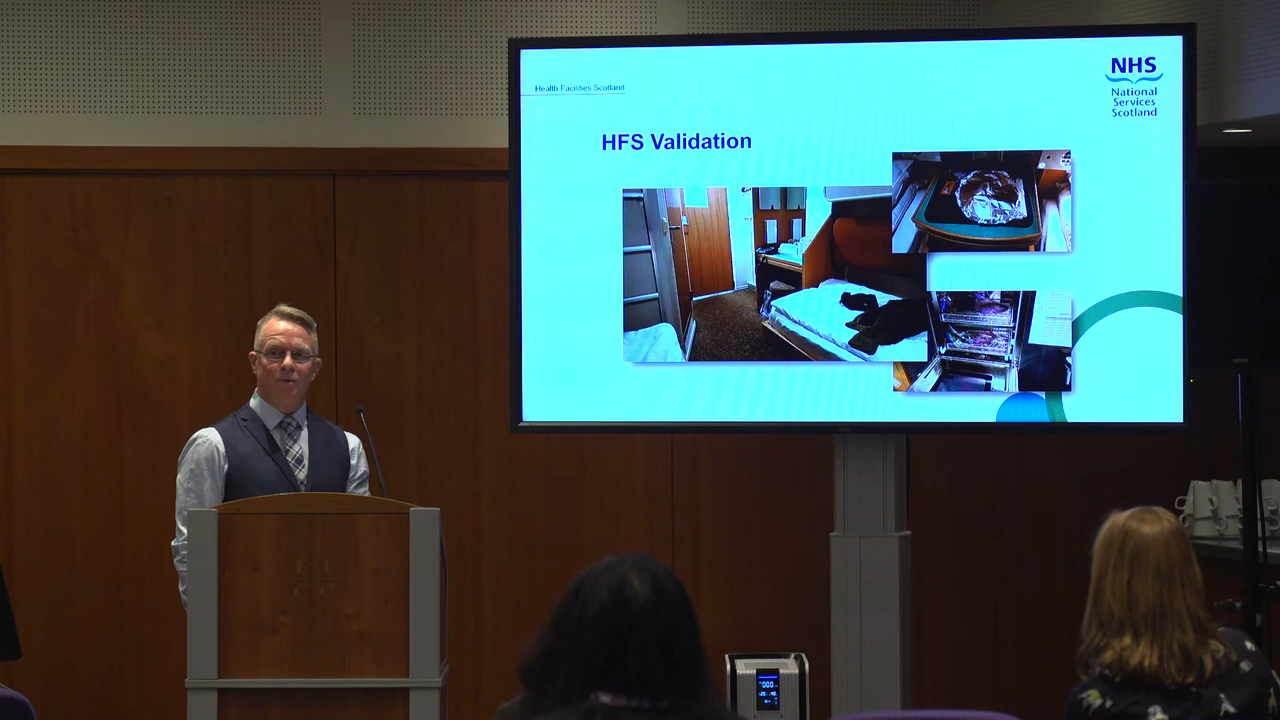 Health Facilities Scotland
NHS
National
Services
Scotland
HFS Validation